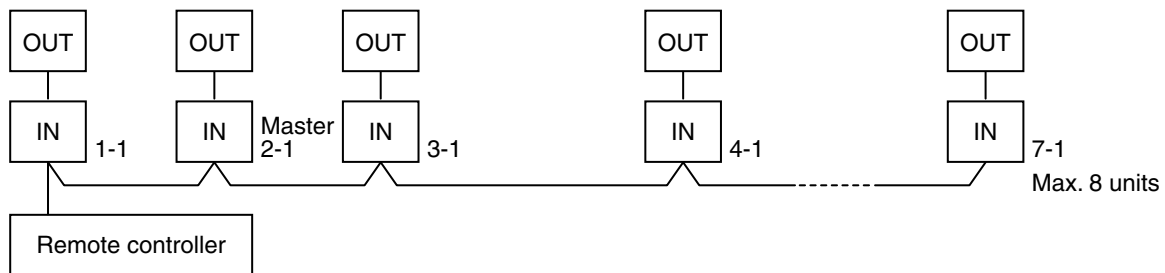 OUT OUT OUT OUT OUT
IN IN IN IN IN
Master
1-1 2-1 3-1 4-1 7-1
Max. 8 units
Remote controller